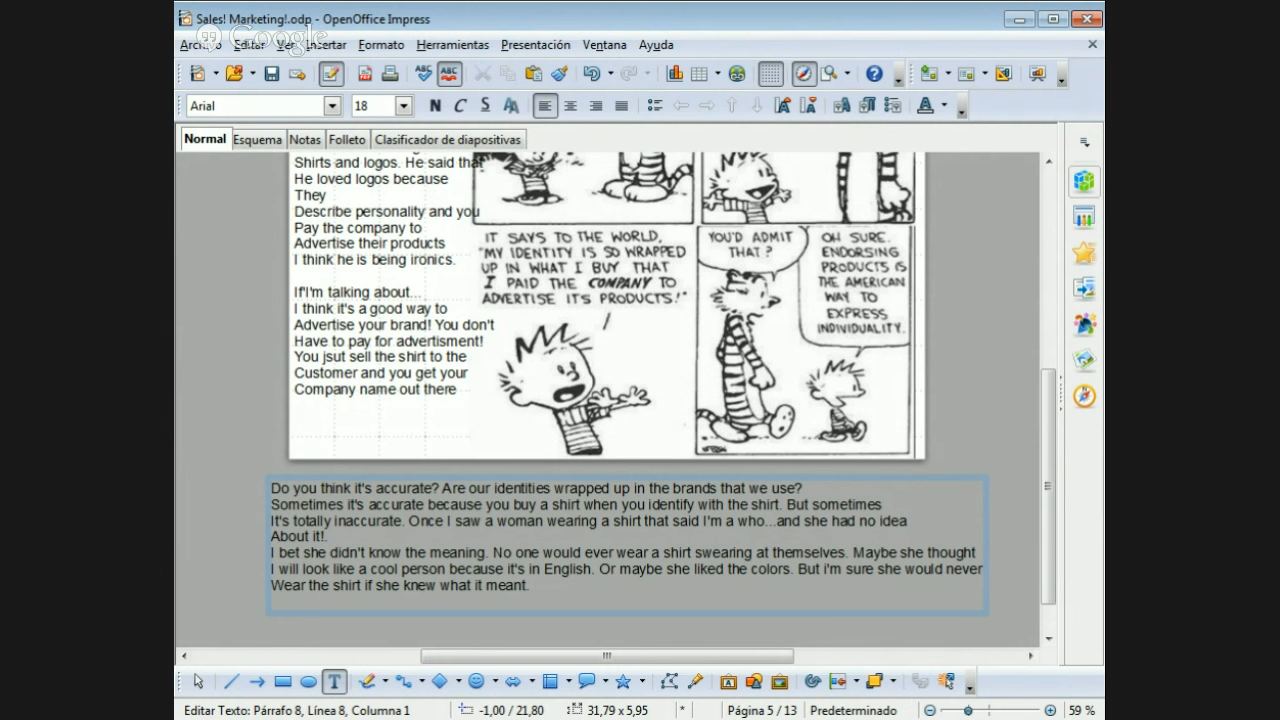 Sales! Marketing!.odp - OpenOffice Impress
Google
Archivo Editar Ver Insertar Formato Herramientas Presentación Ventana Ayuda
Arial 18 N C S
Normal Esquema Notas Folleto Clasificador de diapositivas
Shirts and logos. He said that
He loved logos because
They
Describe personality and you
Pay the company to
Advertise their products
I think he is being ironics.
If I'm talking about...
I think it's a good way to
Advertise your brand! You don't
Have to pay for advertisment!
You jsut sell the shirt to the
Customer and you get your
Company name out there
IT SAYS TO THE WORLD,
"MY IDENTITY IS SO WRAPPED
UP IN WHAT I BUY THAT
I PAID THE COMPANY TO
ADVERTISE ITS PRODUCTS!"
YOU'D ADMIT
THAT?
OH SURE.
ENDORSING
PRODUCTS IS
THE AMERICAN
WAY TO
EXPRESS
INDIVIDUALITY.
Do you think it's accurate? Are our identities wrapped up in the brands that we use?
Sometimes it's accurate because you buy a shirt when you identify with the shirt. But sometimes
It's totally inaccurate. Once I saw a woman wearing a shirt that said I'm a who...and she had no idea
About it!.
I bet she didn't know the meaning. No one would ever wear a shirt swearing at themselves. Maybe she thought
I will look like a cool person because it's in English. Or maybe she liked the colors. But i'm sure she would never
Wear the shirt if she knew what it meant.
Editar Texto: Párrafo 8, Línea 8, Columna 1 -1,00 / 21,80 31,79 x 5,95 * Página 5 / 13 Predeterminado 59 %